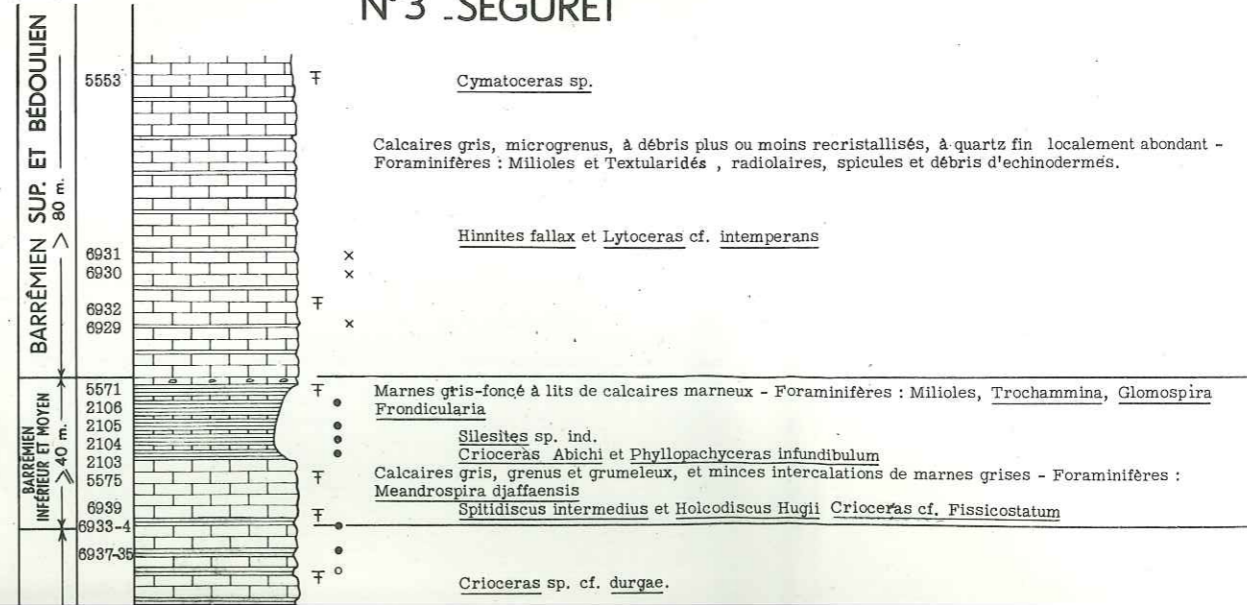 N° 3 - SEGURET
BARRÊMIEN SUP. ET BÉDOULIEN
> 80 m.
5553
Cymatoceras sp.
Calcaires gris, microgrenus, à débris plus ou moins recristallisés, à quartz fin localement abondant -
Foraminifères : Milioles et Textularidés , radiolaires, spicules et débris d'echinodermes.
Hinnites fallax et Lytoceras cf. intemperans
6931
6930
6932
6929
BARRÊMIEN
INFÉRIEUR ET MOYEN
⩾ 40 m.
5571
2106
2105
2104
2103
5575
6939
6933-4
6937-35
Marnes gris-foncé à lits de calcaires marneux - Foraminifères : Milioles, Trochammina, Glomospira
Frondicularia
Silesites sp. ind.
Crioceras Abichi et Phyllopachyceras infundibulum
Calcaires gris, grenus et grumeleux, et minces intercalations de marnes grises - Foraminifères :
Meandrospira djaffaensis
Spitidiscus intermedius et Holcodiscus Hugii Crioceras cf. Fissicostatum
Crioceras sp. cf. durgae.